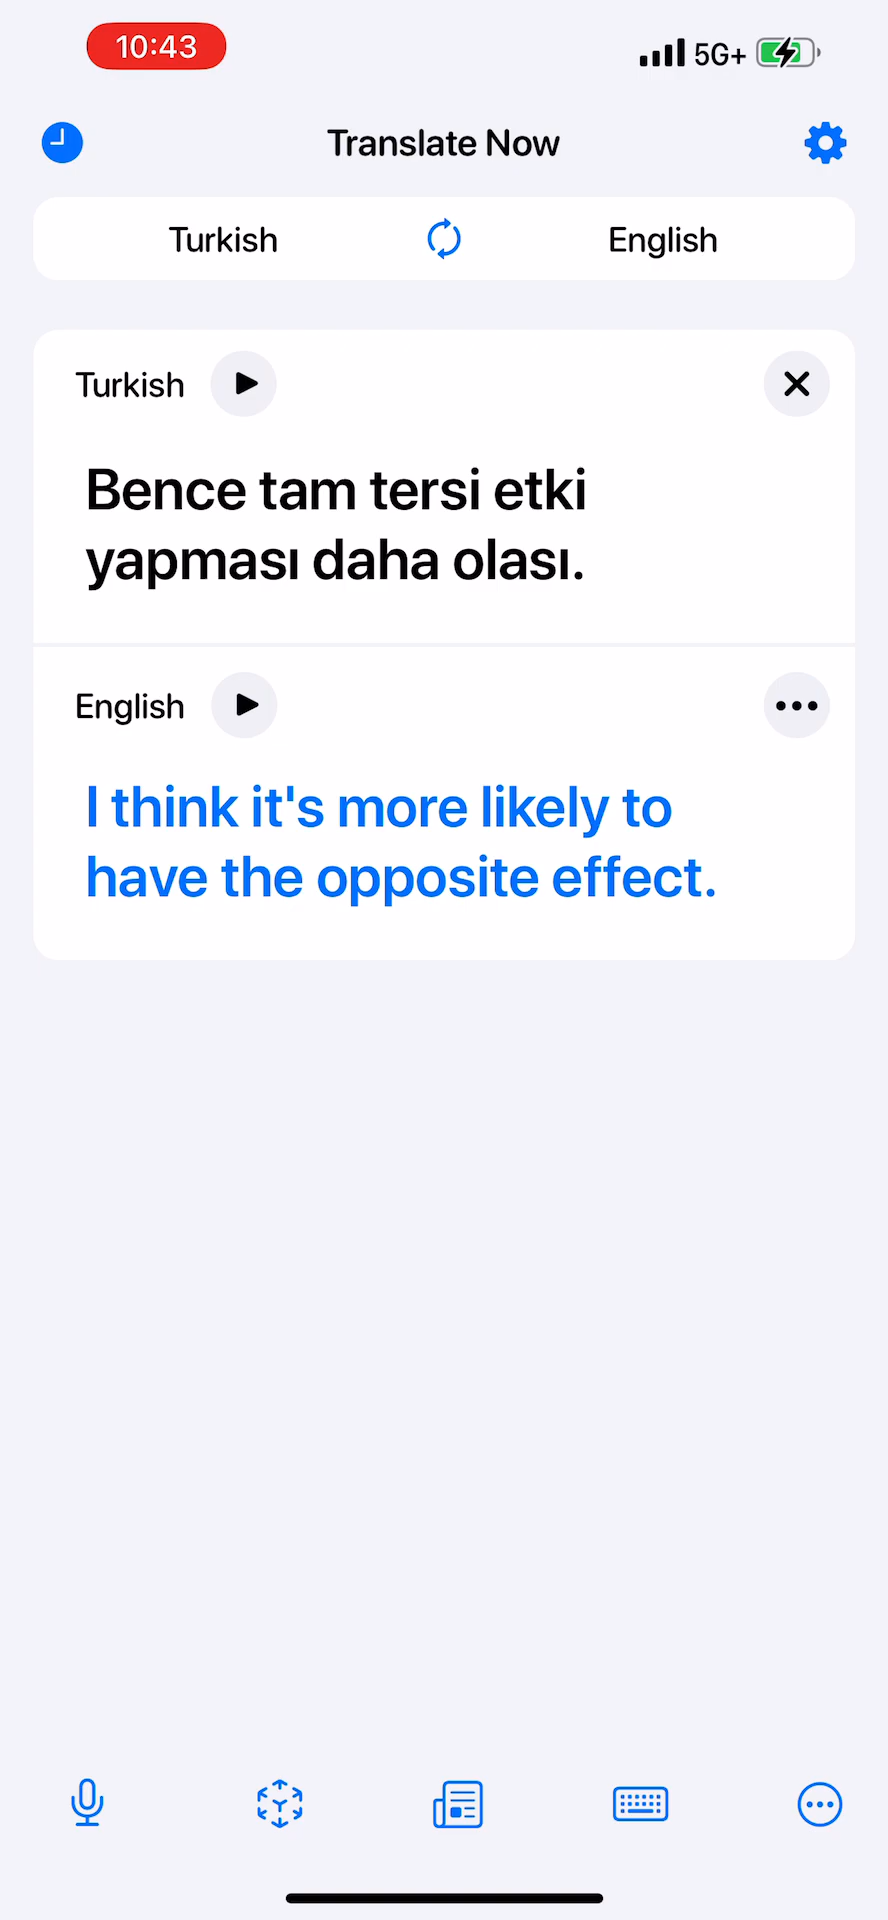 10:43
5G+
Translate Now
Turkish
English
Turkish
Bence tam tersi etki
yapması daha olası.
English
I think it's more likely to
have the opposite effect.